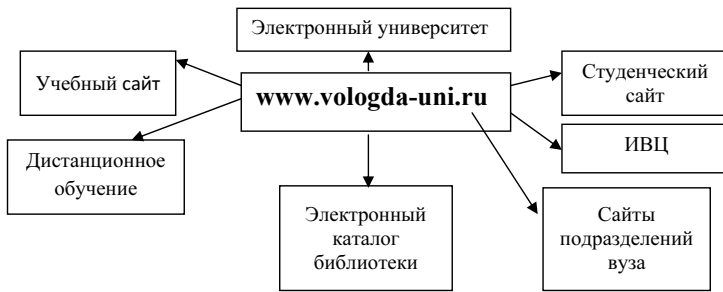 Электронный университет
Учебный сайт
www.vologda-uni.ru
Студенческий
сайт
ИВЦ
Дистанционное
обучение
Электронный
каталог
библиотеки
Сайты
подразделений
вуза